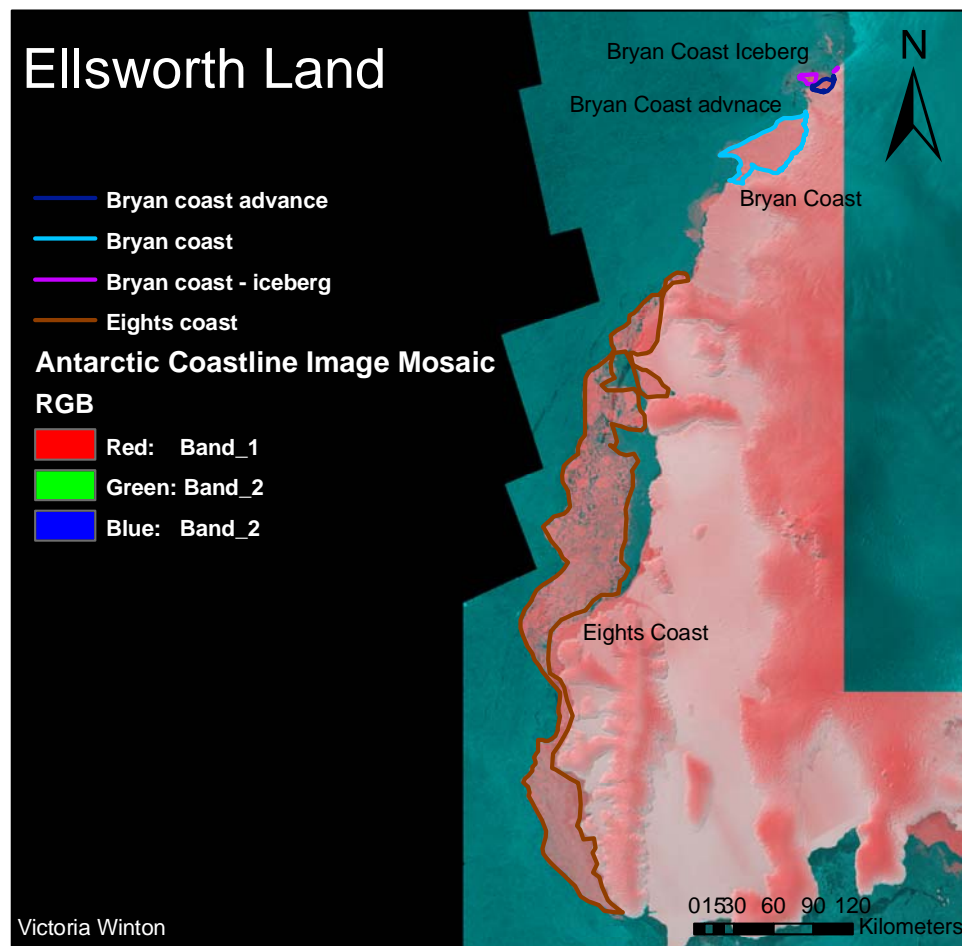 Ellsworth Land
Bryan Coast Iceberg
N
Bryan Coast advnace
Bryan Coast
Bryan coast advance
Bryan coast
Bryan coast - iceberg
Eights coast
Antarctic Coastline Image Mosaic
RGB
Red: Band_1
Green: Band_2
Blue: Band_2
Eights Coast
0 15 30 60 90 120
Kilometers
Victoria Winton